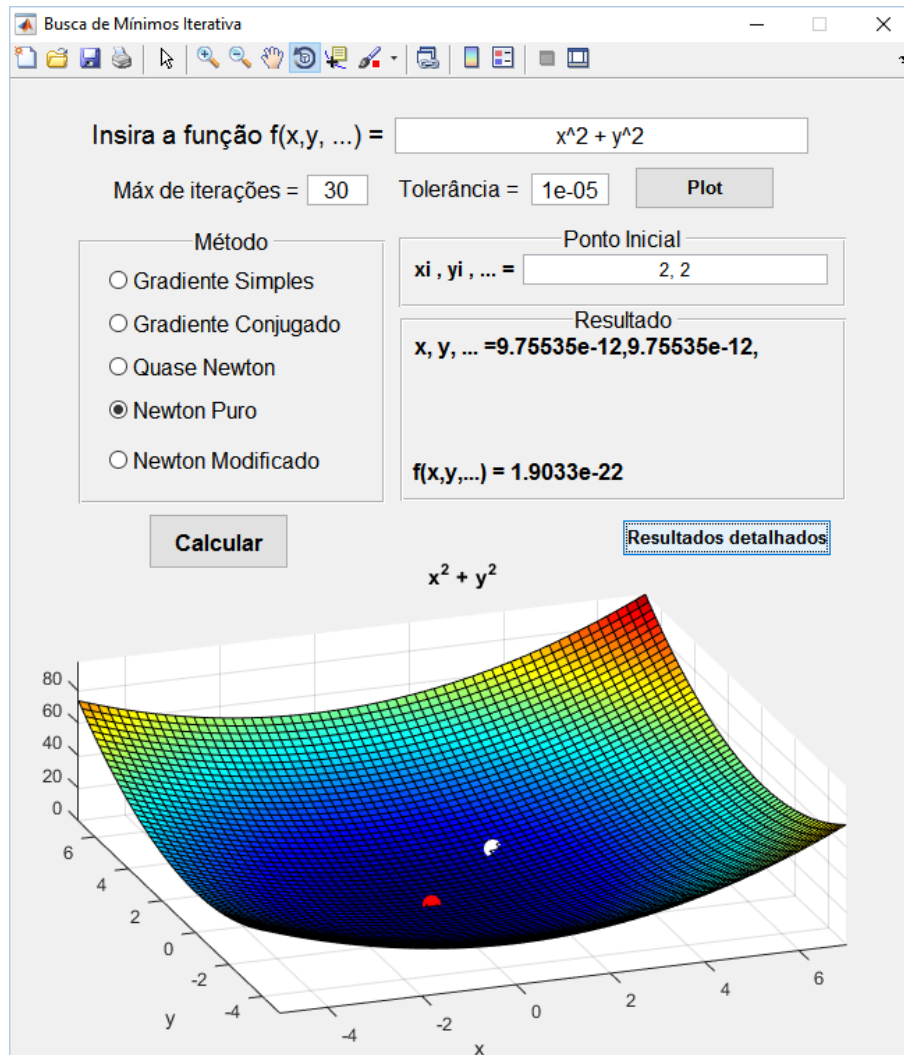 Busca de Mínimos Iterativa
Insira a função f(x,y, ...) = x^2 + y^2
Máx de iterações = 30 Tolerância = 1e-05 Plot
Método
Gradiente Simples
Gradiente Conjugado
Quase Newton
Newton Puro
Newton Modificado
Ponto Inicial
xi , yi , ... = 2, 2
Resultado
x, y, ... =9.75535e-12,9.75535e-12,
f(x,y,...) = 1.9033e-22
Calcular
Resultados detalhados
x² + y²
80
60
40
20
0
6
4
2
0
-2
-4
y
-4
-2
0
2
4
6
x